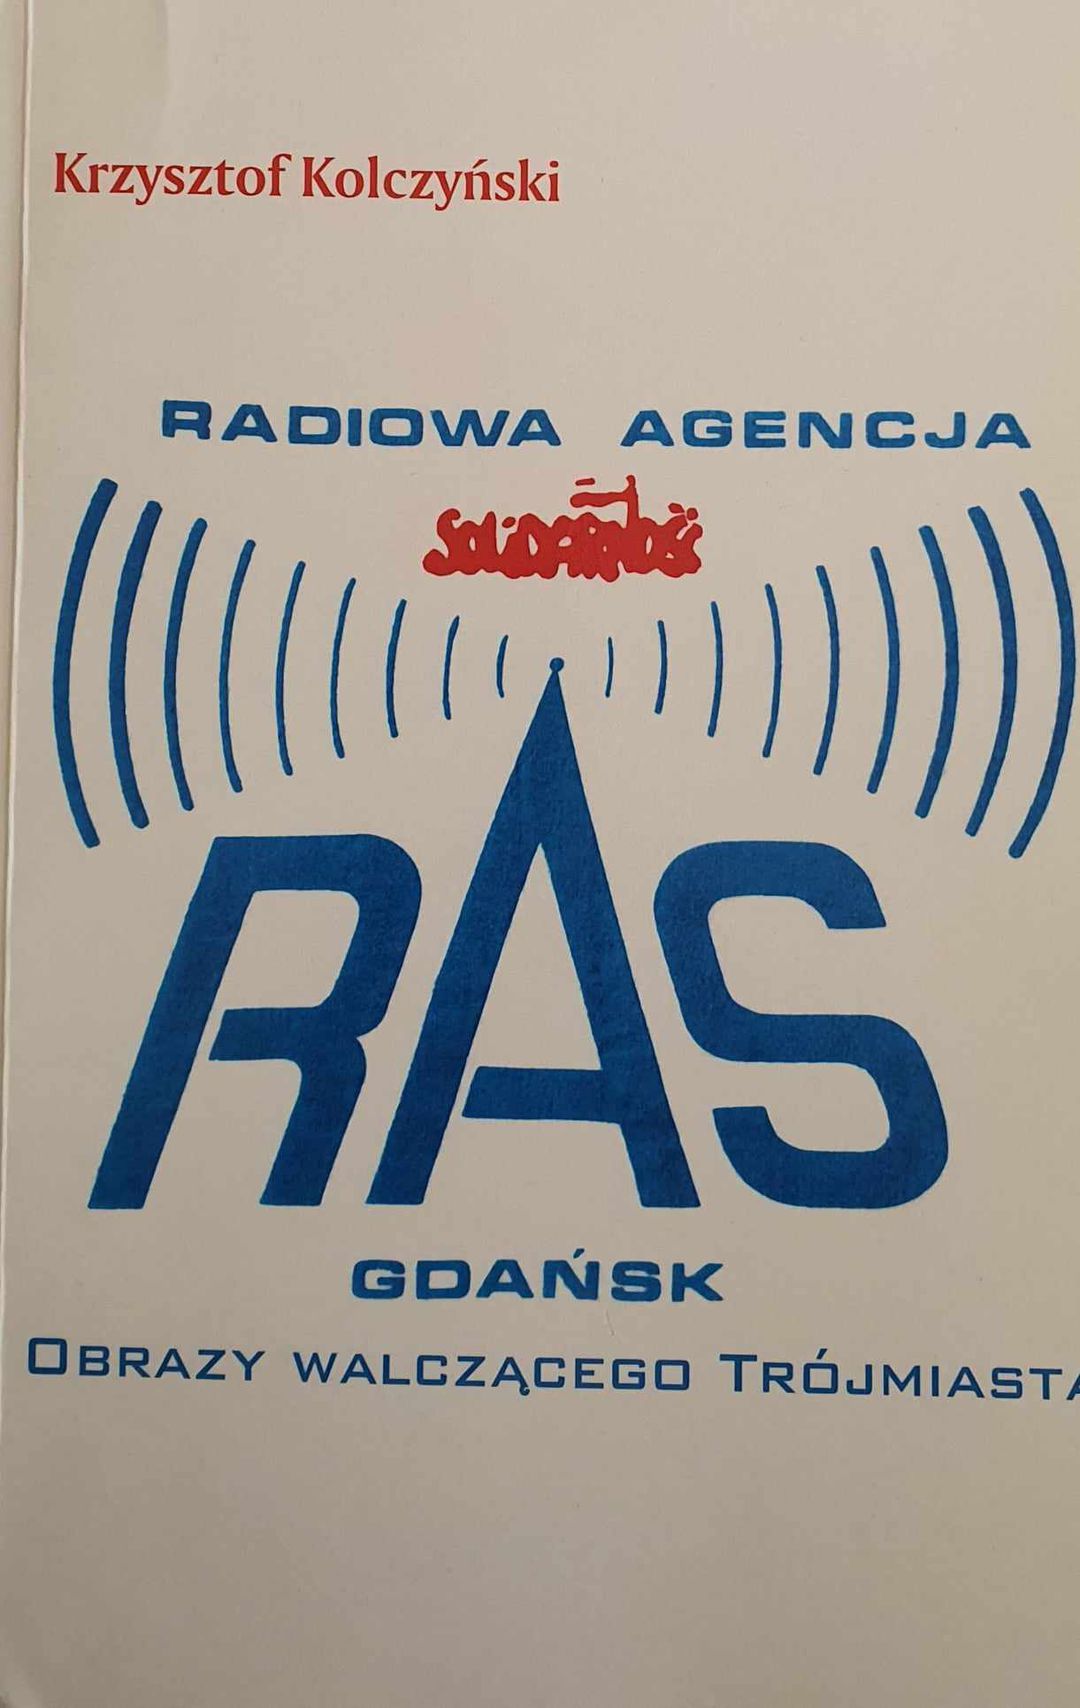 Krzysztof Kolczyński
RADIOWA AGENCJA
SOLIDARNOŚĆ
RAS
GDAŃSK
OBRAZY WALCZĄCEGO TRÓJMIASTA